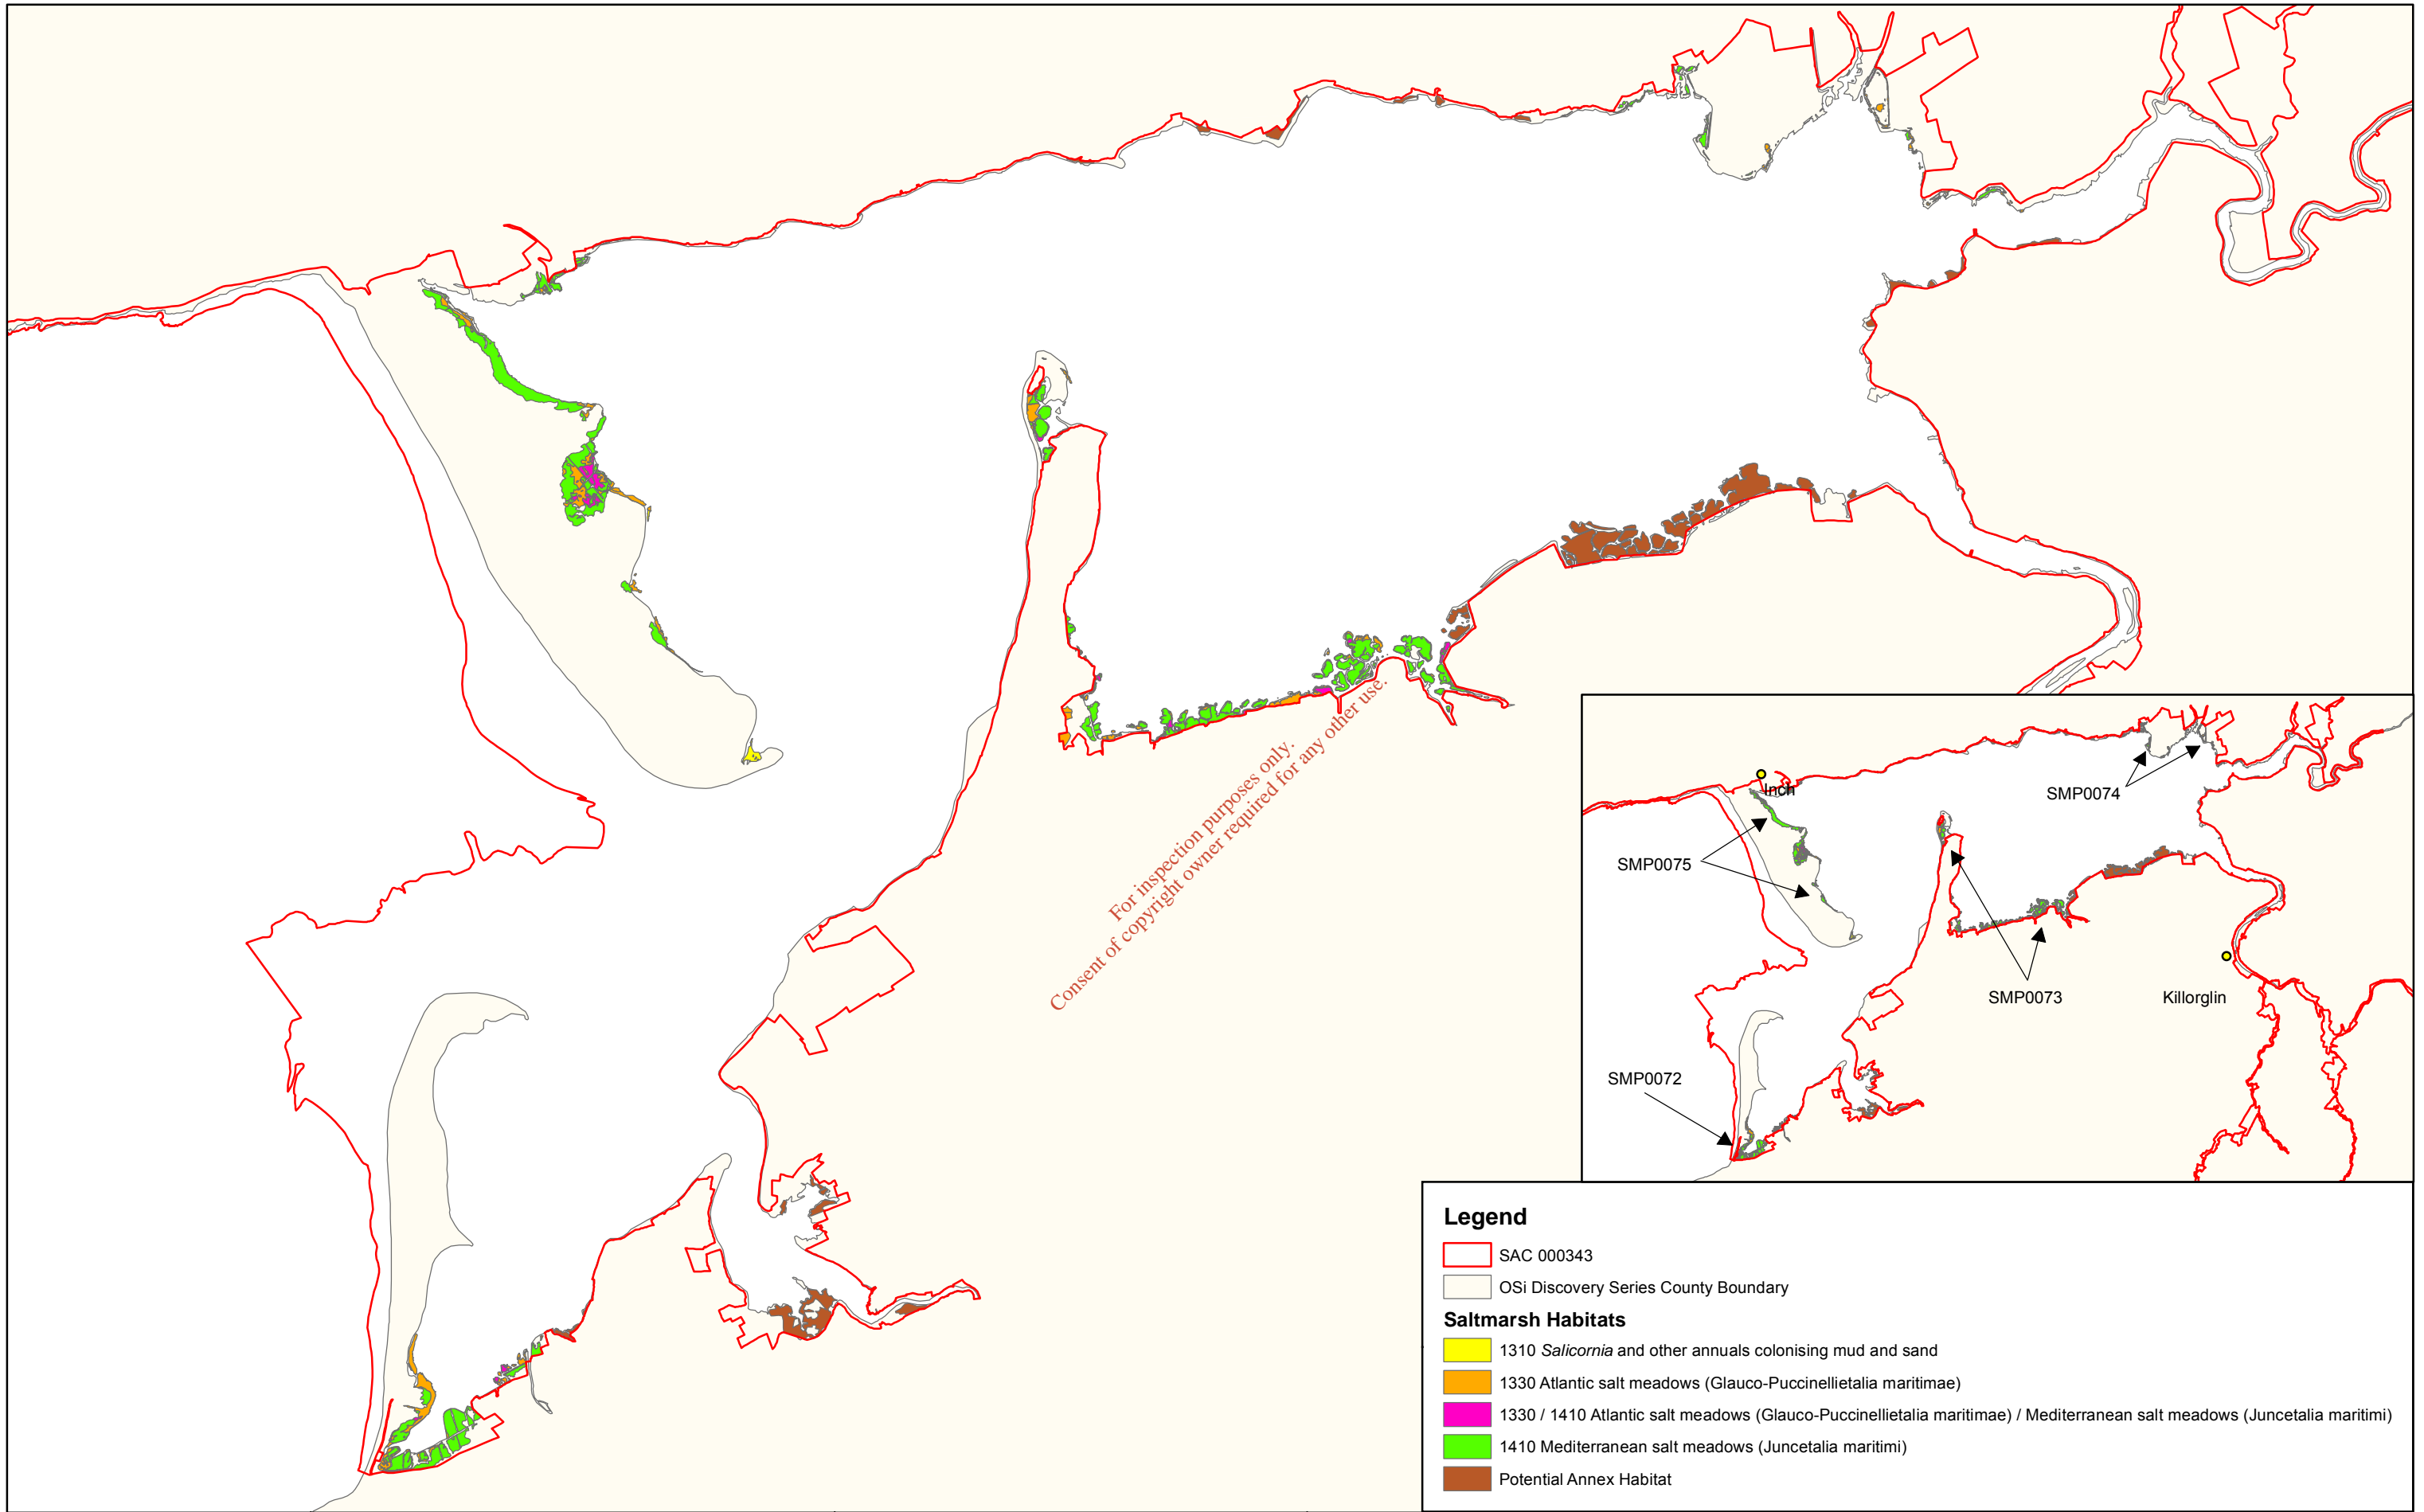 For inspection purposes only.
Consent of copyright owner required for any other use.
Inch
SMP0074
SMP0075
SMP0073
Killorglin
SMP0072
Legend
SAC 000343
OSi Discovery Series County Boundary
Saltmarsh Habitats
1310 Salicornia and other annuals colonising mud and sand
1330 Atlantic salt meadows (Glauco-Puccinellietalia maritimae)
1330 / 1410 Atlantic salt meadows (Glauco-Puccinellietalia maritimae) / Mediterranean salt meadows (Juncetalia maritimi)
1410 Mediterranean salt meadows (Juncetalia maritimi)
Potential Annex Habitat